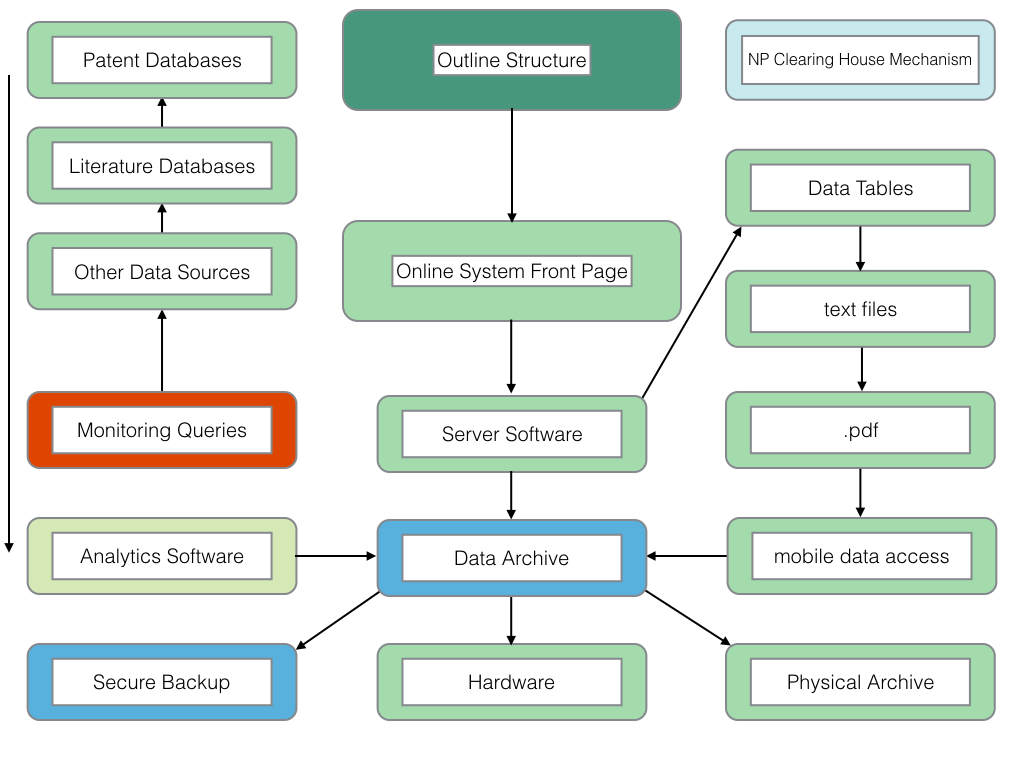 Patent Databases
Outline Structure
NP Clearing House Mechanism
Literature Databases
Data Tables
Other Data Sources
Online System Front Page
text files
Monitoring Queries
Server Software
.pdf
Analytics Software
Data Archive
mobile data access
Secure Backup
Hardware
Physical Archive